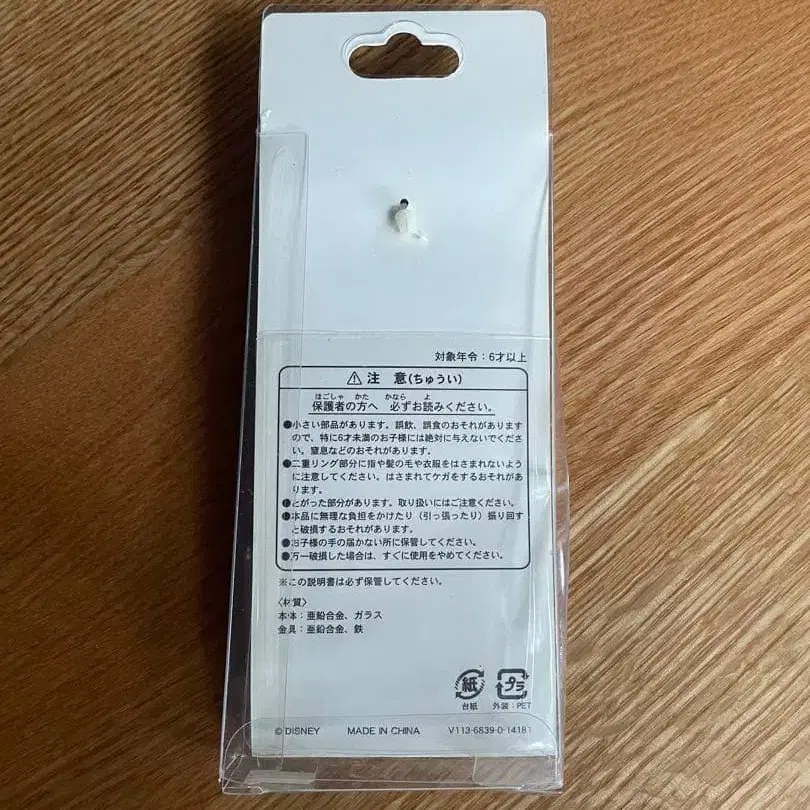 対象年令：6才以上
⚠注 意(ちゅうい)
ほごしゃ かた かなら よ
保護者の方へ 必ずお読みください。
●小さい部品があります。誤飲、誤食のおそれがあります
ので、特に6才未満のお子様には絶対に与えないでくださ
い。窒息などのおそれがあります。
●二重リング部分に指や髪の毛や衣服をはさまれないよう
に注意してください。はさまれてケガをするおそれがあ
ります。
●とがった部分があります。取り扱いにはご注意ください。
●本品に無理な負担をかけたり（引っ張ったり）振り回す
と破損するおそれがあります。
●お子様の手の届かない所に保管してください。
●万一破損した場合は、すぐに使用をやめてください。
※この説明書は必ず保管してください。
〈材質〉
本体：亜鉛合金、ガラス
金具：亜鉛合金、鉄
紙 プラ
台紙 外装：PET
© DISNEY MADE IN CHINA V113-6839-0-14181